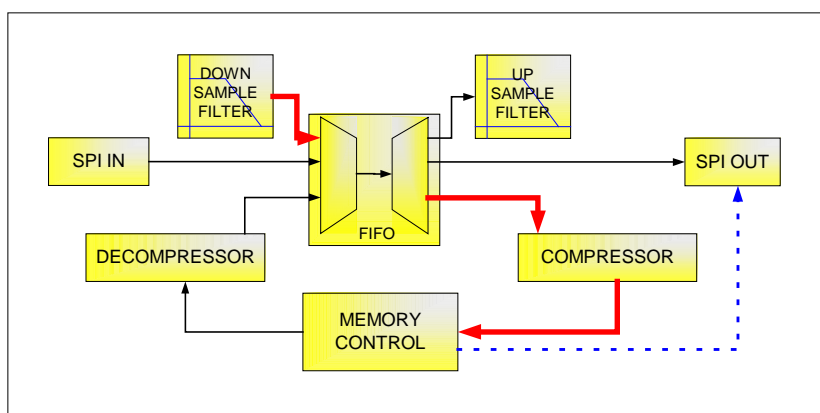 DOWN
SAMPLE
FILTER
UP
SAMPLE
FILTER
SPI IN
SPI OUT
FIFO
DECOMPRESSOR
COMPRESSOR
MEMORY
CONTROL